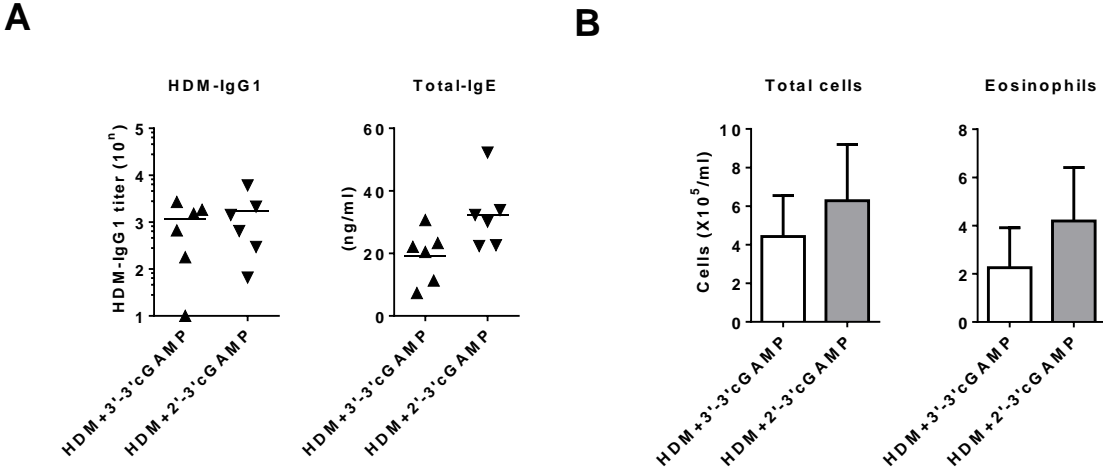 A
B
HDM-IgG1
Total-IgE
Total cells
Eosinophils
HDM-IgG1 titer (10ⁿ)
5
4
3
2
1
HDM+3'-3'cGAMP
HDM+2'-3'cGAMP
(ng/ml)
60
40
20
0
HDM+3'-3'cGAMP
HDM+2'-3'cGAMP
Cells (X10⁵/ml)
10
8
6
4
2
0
HDM+3'-3'cGAMP
HDM+2'-3'cGAMP
8
6
4
2
0
HDM+3'-3'cGAMP
HDM+2'-3'cGAMP